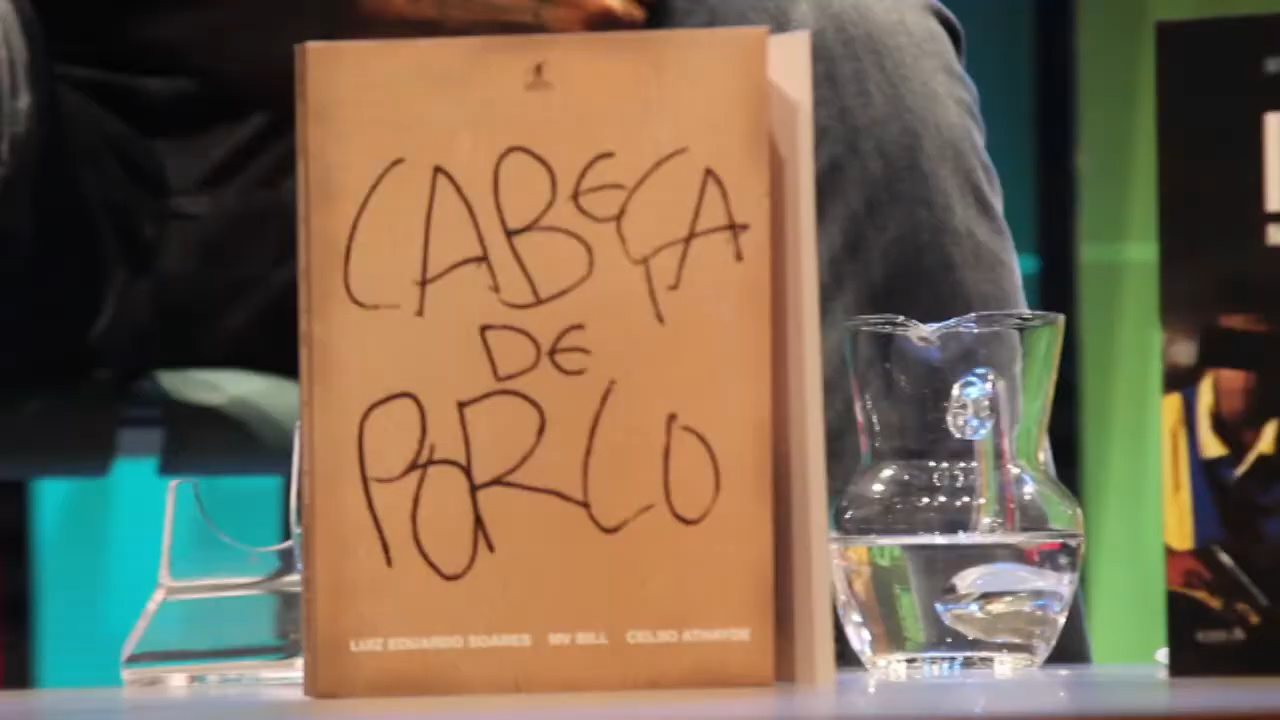 CABEÇA
DE
PORCO
LUIZ EDUARDO SOARES MV BILL CELSO ATHAYDE